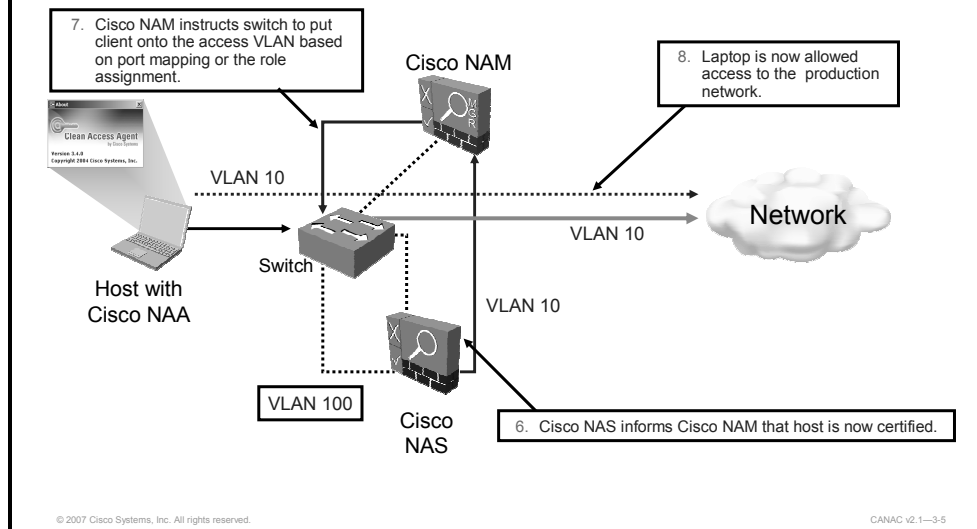 7. Cisco NAM instructs switch to put
client onto the access VLAN based
on port mapping or the role
assignment.
Cisco NAM
8. Laptop is now allowed
access to the production
network.
About
Clean Access Agent
by Cisco Systems
Version 3.4.0
Copyright 2004 Cisco Systems, Inc.
MGR
VLAN 10
Network
VLAN 10
Switch
Host with
Cisco NAA
VLAN 10
VLAN 100
Cisco
NAS
6. Cisco NAS informs Cisco NAM that host is now certified.
© 2007 Cisco Systems, Inc. All rights reserved.
CANAC v2.1—3-5